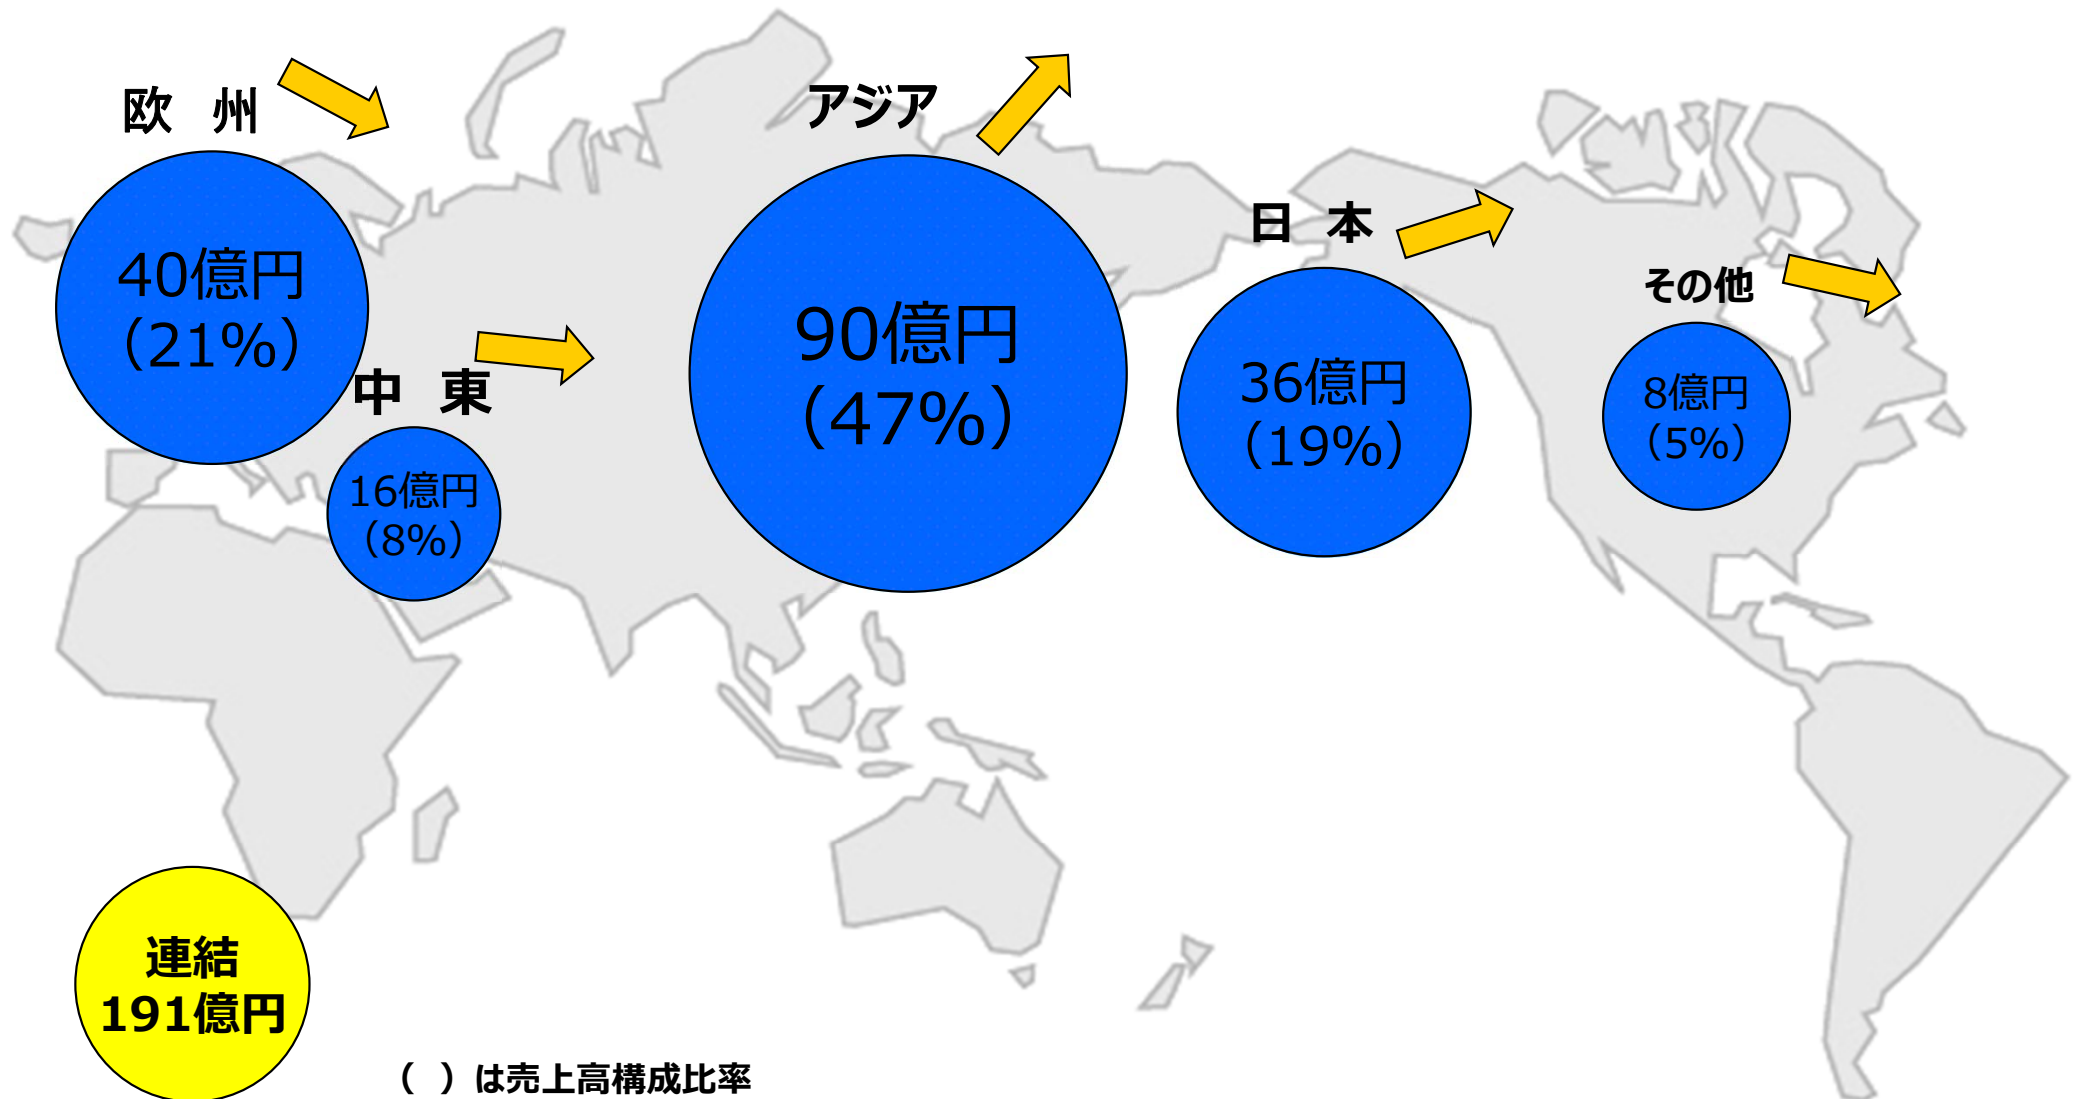 欧 州
40億円
（21%）
中 東
16億円
（8%）
アジア
90億円
（47%）
日 本
36億円
（19%）
その他
8億円
（5%）
連結
191億円
（ ）は売上高構成比率